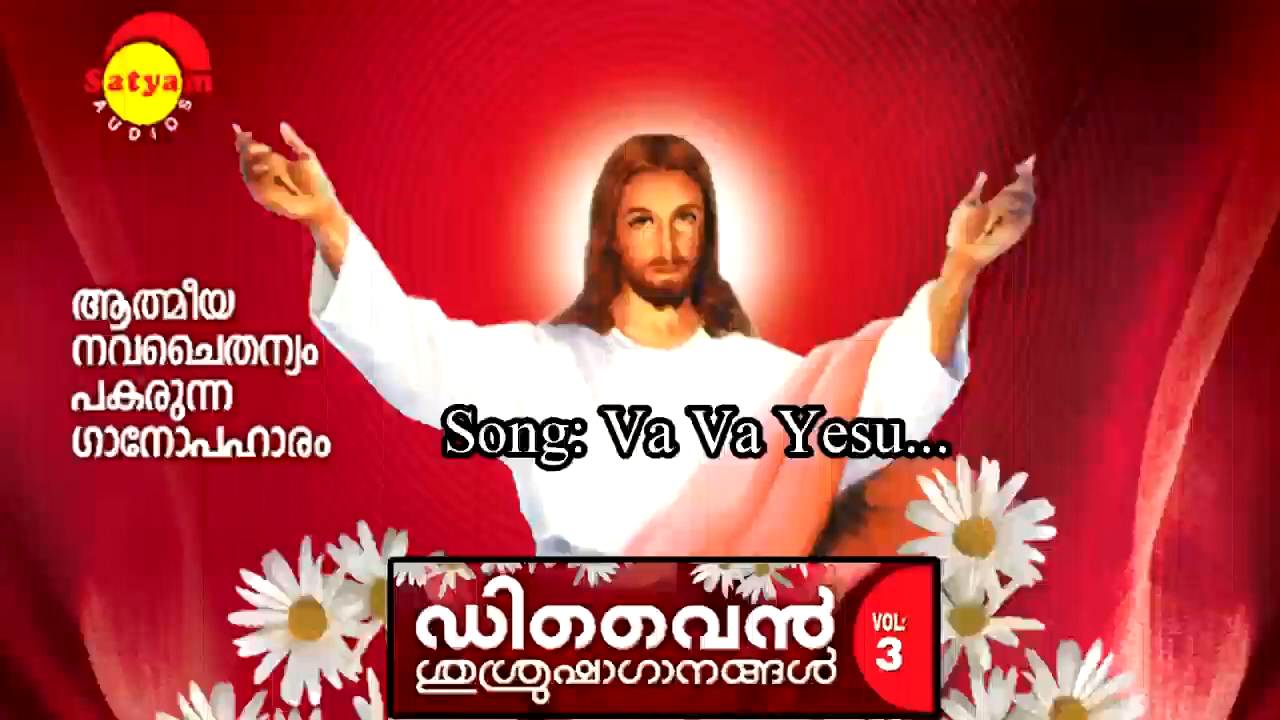 Satyam
AUDIOS
ആത്മീയ
നവചൈതന്യം
പകരുന്ന
ഗാനോപഹാരം
Song: Va Va Yesu...
ഡിവൈൻ
ശുശ്രുഷാഗാനങ്ങൾ
VOL:
3